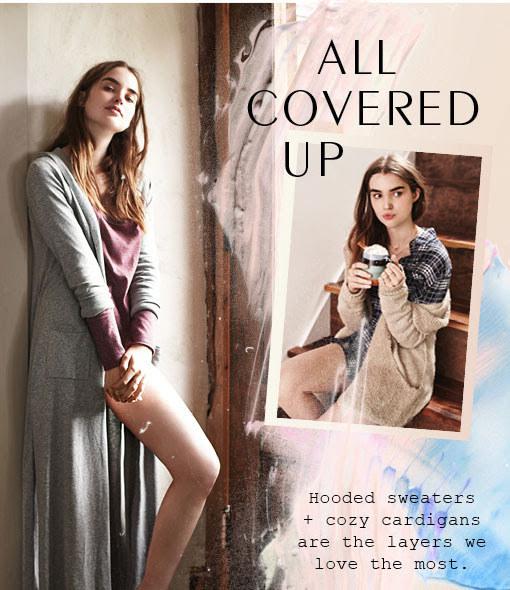 ALL
COVERED
UP
Hooded sweaters
+ cozy cardigans
are the layers we
love the most.